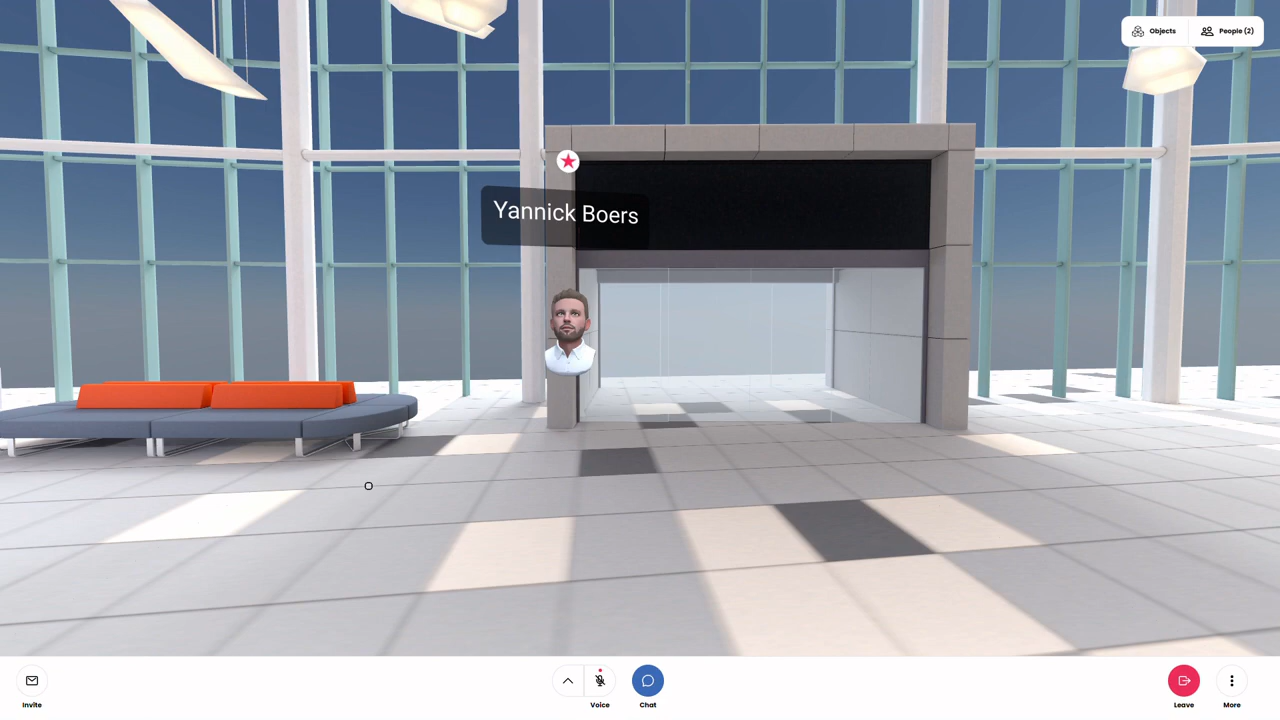 Objects
People (2)
Yannick Boers
Invite
Voice
Chat
Leave
More